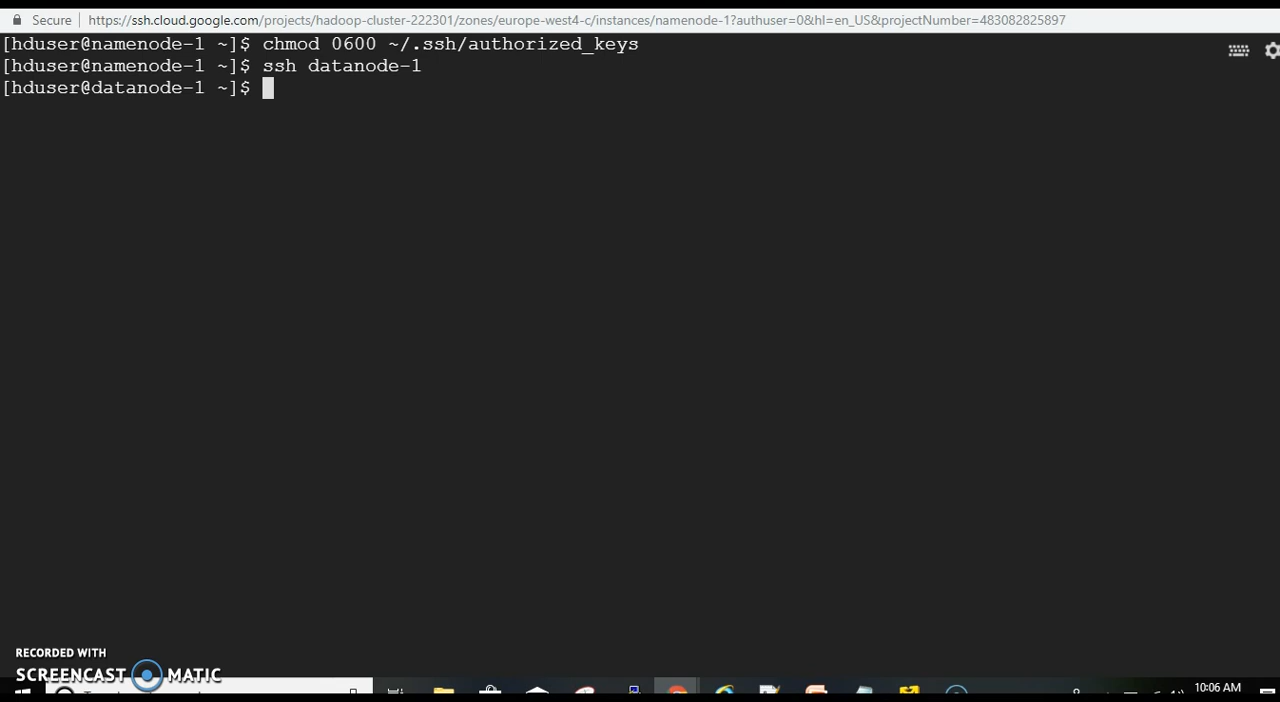 Secure https://ssh.cloud.google.com/projects/hadoop-cluster-222301/zones/europe-west4-c/instances/namenode-1?authuser=0&hl=en_US&projectNumber=483082825897
[hduser@namenode-1 ~]$ chmod 0600 ~/.ssh/authorized_keys
[hduser@namenode-1 ~]$ ssh datanode-1
[hduser@datanode-1 ~]$
RECORDED WITH
SCREENCAST MATIC
10:06 AM